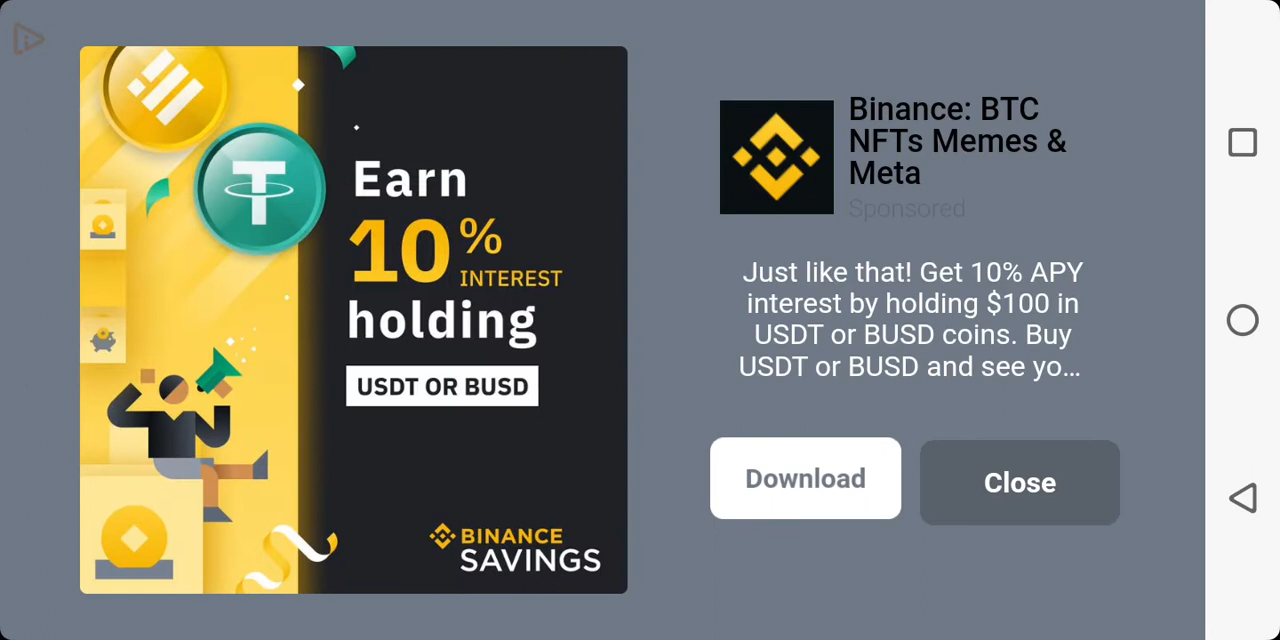 Earn
10%
INTEREST
holding
USDT OR BUSD
BINANCE
SAVINGS
Binance: BTC
NFTs Memes &
Meta
Sponsored
Just like that! Get 10% APY
interest by holding $100 in
USDT or BUSD coins. Buy
USDT or BUSD and see yo...
Download
Close